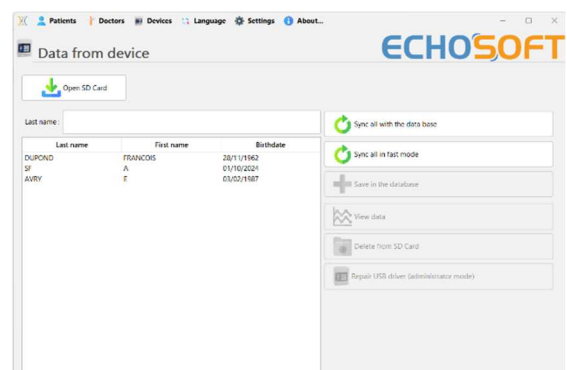 Patients Doctors Devices Language Settings About...
Data from device
ECHOSOFT
Open SD Card
Last name :
Sync all with the data base
Last name First name Birthdate
Sync all in fast mode
DUPOND FRANCOIS 28/11/1962
SF A 01/10/2024
AVRY E 03/02/1987
Save in the database
View data
Delete from SD Card
Repair USB driver (administrator mode)